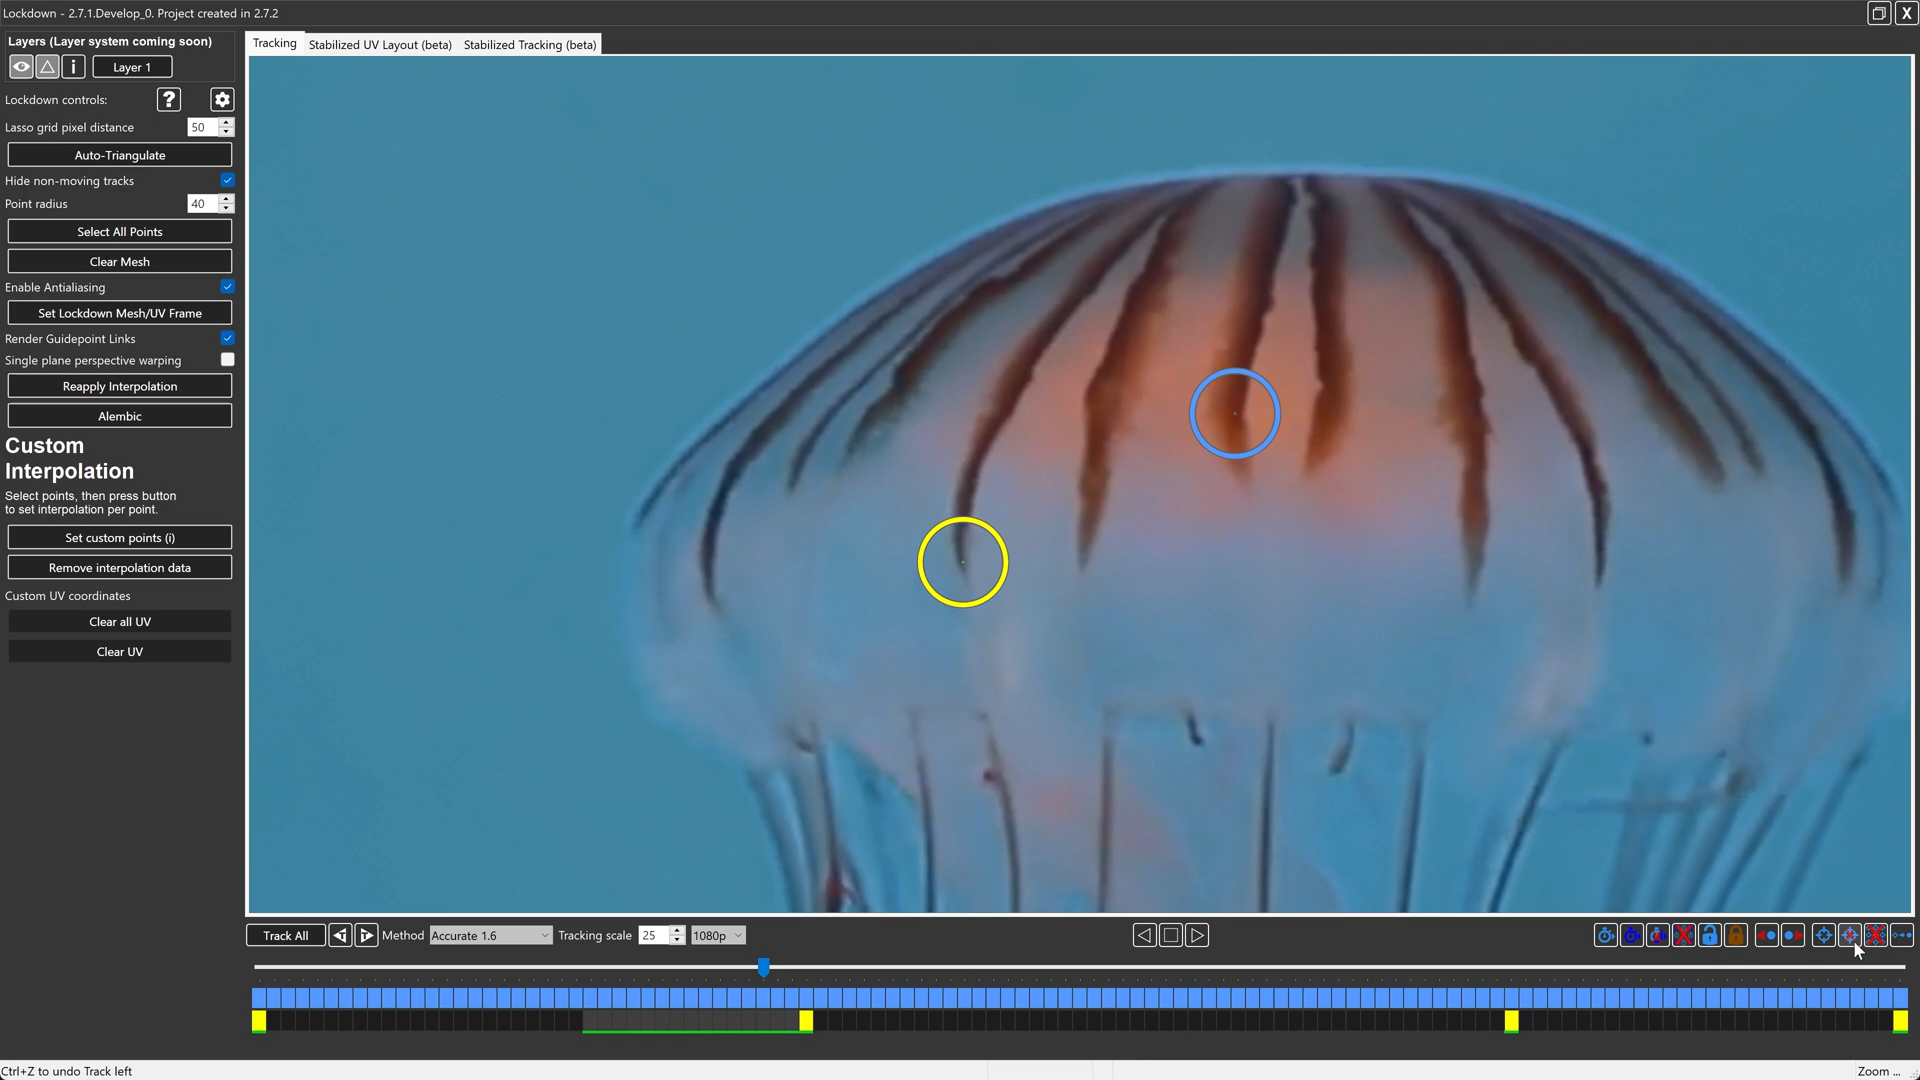 Lockdown - 2.7.1.Develop_0. Project created in 2.7.2
X
Layers (Layer system coming soon)
i
Layer 1
Lockdown controls:
?
Lasso grid pixel distance
50
Auto-Triangulate
Hide non-moving tracks
Point radius
40
Select All Points
Clear Mesh
Enable Antialiasing
Set Lockdown Mesh/UV Frame
Render Guidepoint Links
Single plane perspective warping
Reapply Interpolation
Alembic
Custom
Interpolation
Select points, then press button
to set interpolation per point.
Set custom points (i)
Remove interpolation data
Custom UV coordinates
Clear all UV
Clear UV
Tracking
Stabilized UV Layout (beta)
Stabilized Tracking (beta)
Track All
Method
Accurate 1.6
Tracking scale
25
1080p
Ctrl+Z to undo Track left
Zoom ...